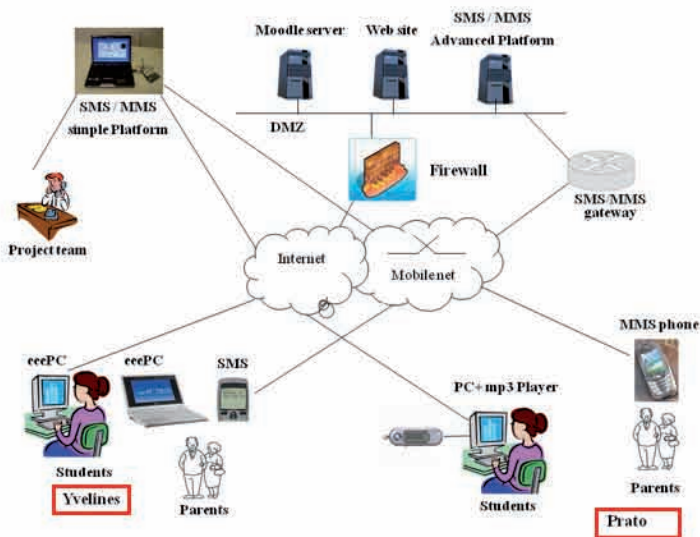 Moodle server
Web site
SMS / MMS
Advanced Platform
SMS / MMS
simple Platform
DMZ
Firewall
SMS/MMS
gateway
Project team
Internet
Mobilenet
MMS phone
eeePC
eeePC
SMS
PC+ mp3 Player
Students
Parents
Students
Parents
Yvelines
Prato